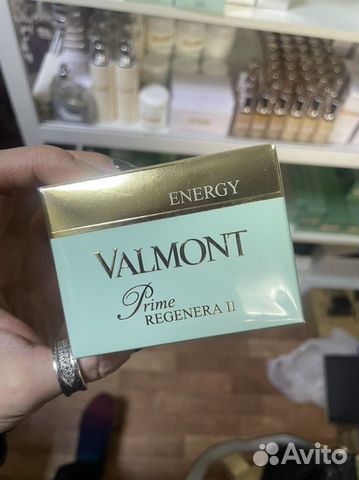 ENERGY
VALMONT
Prime
REGENERA II
Avito